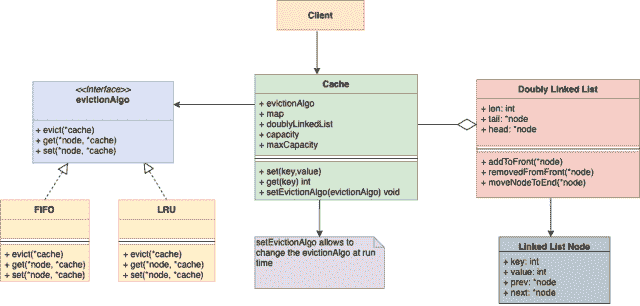 Client
<<Interface>>
evictionAlgo
+ evict(*cache)
+ get(*node, *cache)
+ set(*node, *cache)
Cache
+ evictionAlgo
+ map
+ doublyLinkedList
+ capacity
+ maxCapacity
+ set(key,value)
+ get(key) int
+ setEvictionAlgo(evictionAlgo) void
Doubly Linked List
+ len: int
+ tail: *node
+ head: *node
+ addToFront(*node)
+ removedFromFront(*node)
+ moveNodeToEnd(*node)
FIFO
+ evict(*cache)
+ get(*node, *cache)
+ set(*node, *cache)
LRU
+ evict(*cache)
+ get(*node, *cache)
+ set(*node, *cache)
setEvictionAlgo allows to
change the evictionAlgo at run
time
Linked List Node
+ key: int
+ value: int
+ prev: *node
+ next: *node